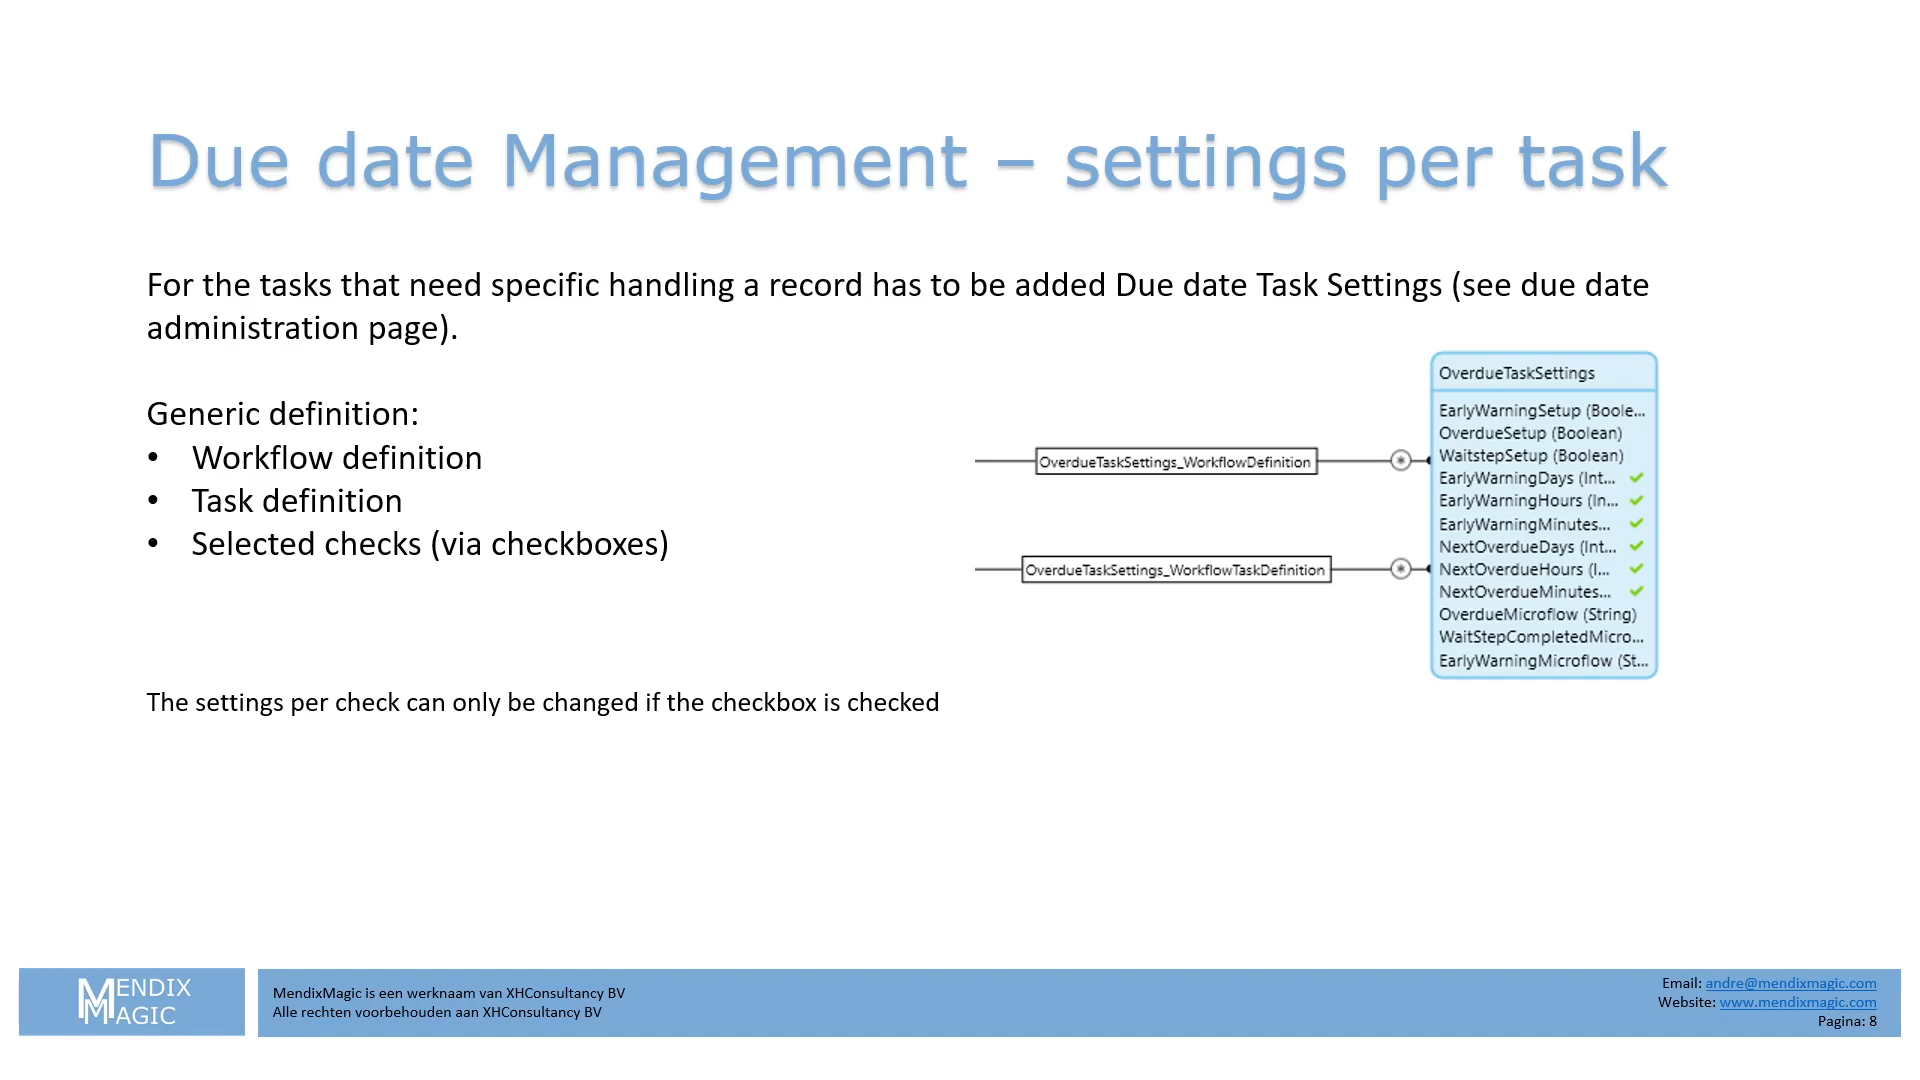 Due date Management – settings per task
For the tasks that need specific handling a record has to be added Due date Task Settings (see due date
administration page).
Generic definition:
• Workflow definition
• Task definition
• Selected checks (via checkboxes)
OverdueTaskSettings_WorkflowDefinition
OverdueTaskSettings_WorkflowTaskDefinition
OverdueTaskSettings
EarlyWarningSetup (Boole...
OverdueSetup (Boolean)
WaitstepSetup (Boolean)
EarlyWarningDays (Int...
EarlyWarningHours (In...
EarlyWarningMinutes...
NextOverdueDays (Int...
NextOverdueHours (I...
NextOverdueMinutes...
OverdueMicroflow (String)
WaitStepCompletedMicro...
EarlyWarningMicroflow (St...
The settings per check can only be changed if the checkbox is checked
MENDIX
MAGIC
MendixMagic is een werknaam van XHConsultancy BV
Alle rechten voorbehouden aan XHConsultancy BV
Email: andre@mendixmagic.com
Website: www.mendixmagic.com
Pagina: 8